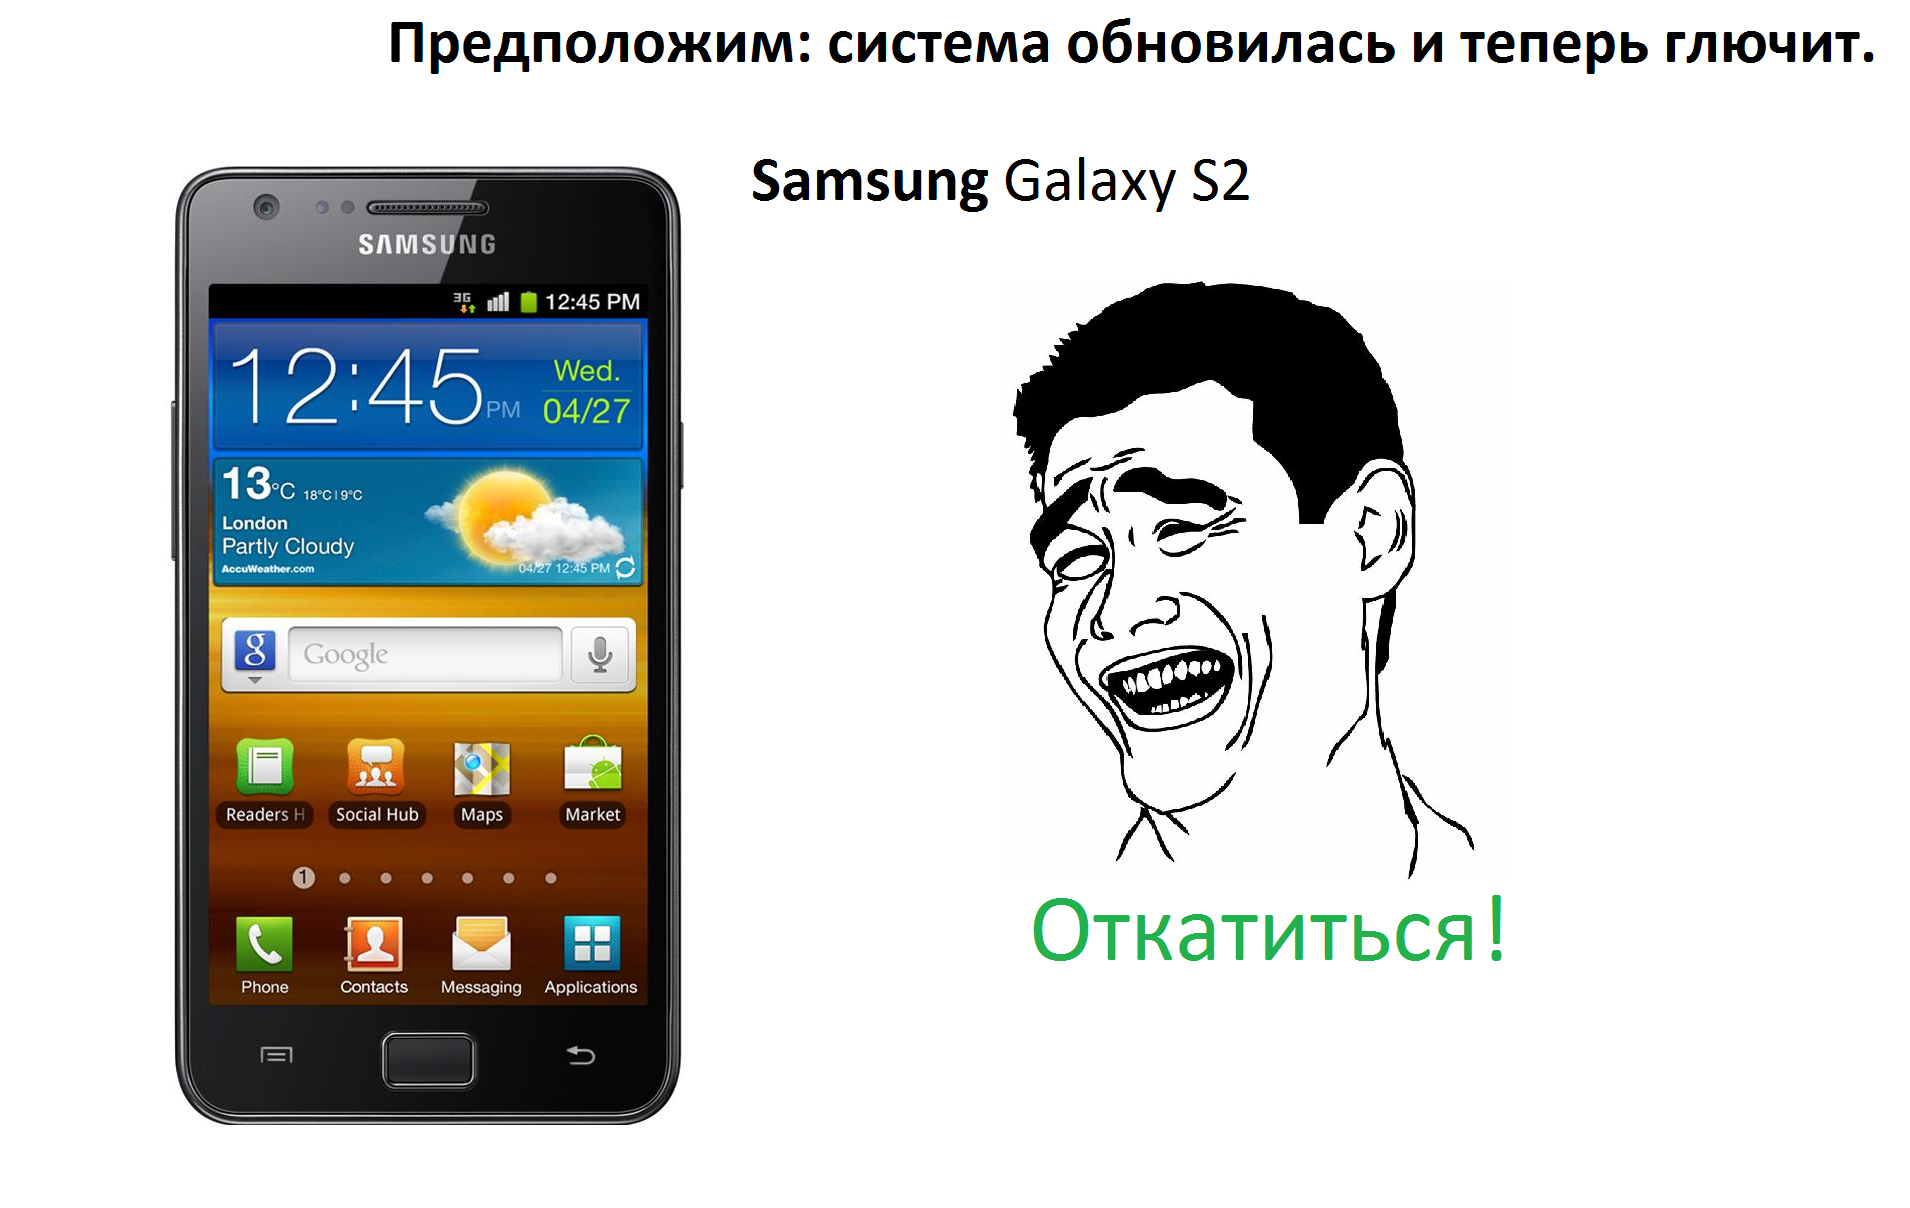 Предположим: система обновилась и теперь глючит.
Samsung Galaxy S2
SAMSUNG
3G 12:45 PM
12:45 PM
Wed.
04/27
13°C 18°C | 9°C
London
Partly Cloudy
AccuWeather.com
04/27 12:45 PM
g Google
Readers H Social Hub Maps Market
1
Phone Contacts Messaging Applications
Откатиться!